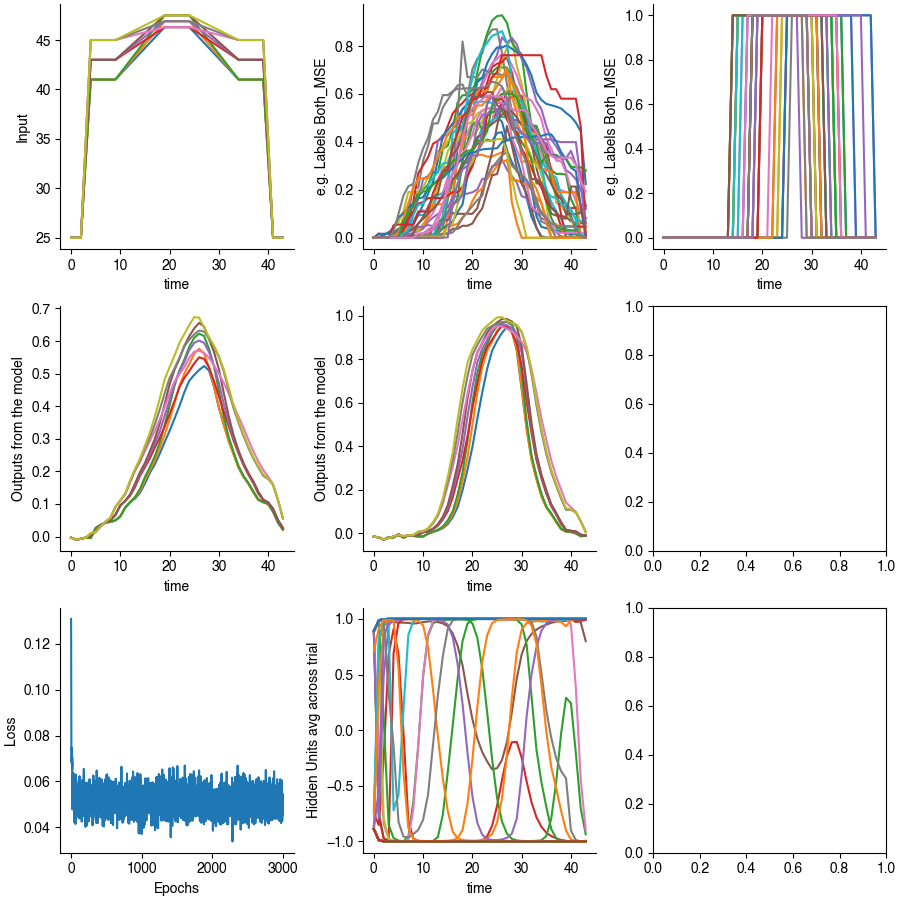 45
40
35
30
25
Input
0 10 20 30 40
time
0.8
0.6
0.4
0.2
0.0
e.g. Labels Both_MSE
0 10 20 30 40
time
1.0
0.8
0.6
0.4
0.2
0.0
e.g. Labels Both_MSE
0 20 40
time
0.7
0.6
0.5
0.4
0.3
0.2
0.1
0.0
Outputs from the model
0 10 20 30 40
time
1.0
0.8
0.6
0.4
0.2
0.0
Outputs from the model
0 10 20 30 40
time
1.0
0.8
0.6
0.4
0.2
0.0
0.0 0.2 0.4 0.6 0.8 1.0
0.12
0.10
0.08
0.06
0.04
Loss
0 1000 2000 3000
Epochs
1.0
0.5
0.0
−0.5
−1.0
Hidden Units avg across trial
0 10 20 30 40
time
1.0
0.8
0.6
0.4
0.2
0.0
0.0 0.2 0.4 0.6 0.8 1.0